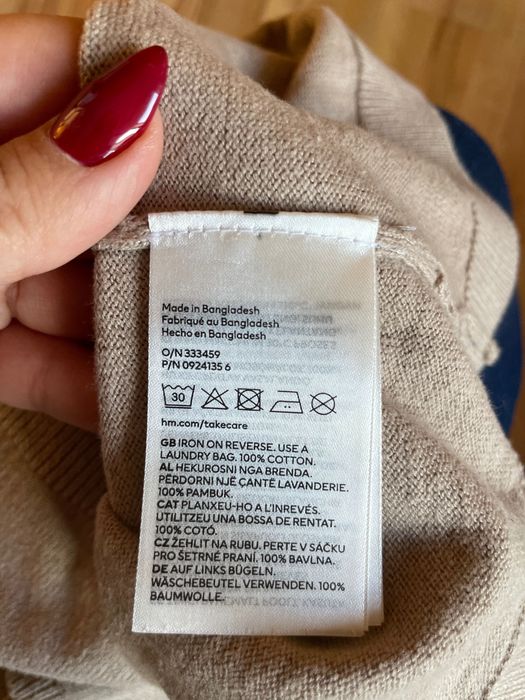 Made in Bangladesh
Fabriqué au Bangladesh
Hecho en Bangladesh
O/N 333459
P/N 0924135 6
30
hm.com/takecare
GB IRON ON REVERSE. USE A
LAUNDRY BAG. 100% COTTON.
AL HEKUROSNI NGA BRENDA.
PËRDORNI NJË ÇANTË LAVANDERIE.
100% PAMBUK.
CAT PLANXEU-HO A L'INREVÉS.
UTILITZEU UNA BOSSA DE RENTAT.
100% COTÓ.
CZ ŽEHLIT NA RUBU. PERTE V SÁČKU
PRO ŠETRNÉ PRANÍ. 100% BAVLNA.
DE AUF LINKS BÜGELN.
WÄSCHEBEUTEL VERWENDEN. 100%
BAUMWOLLE.